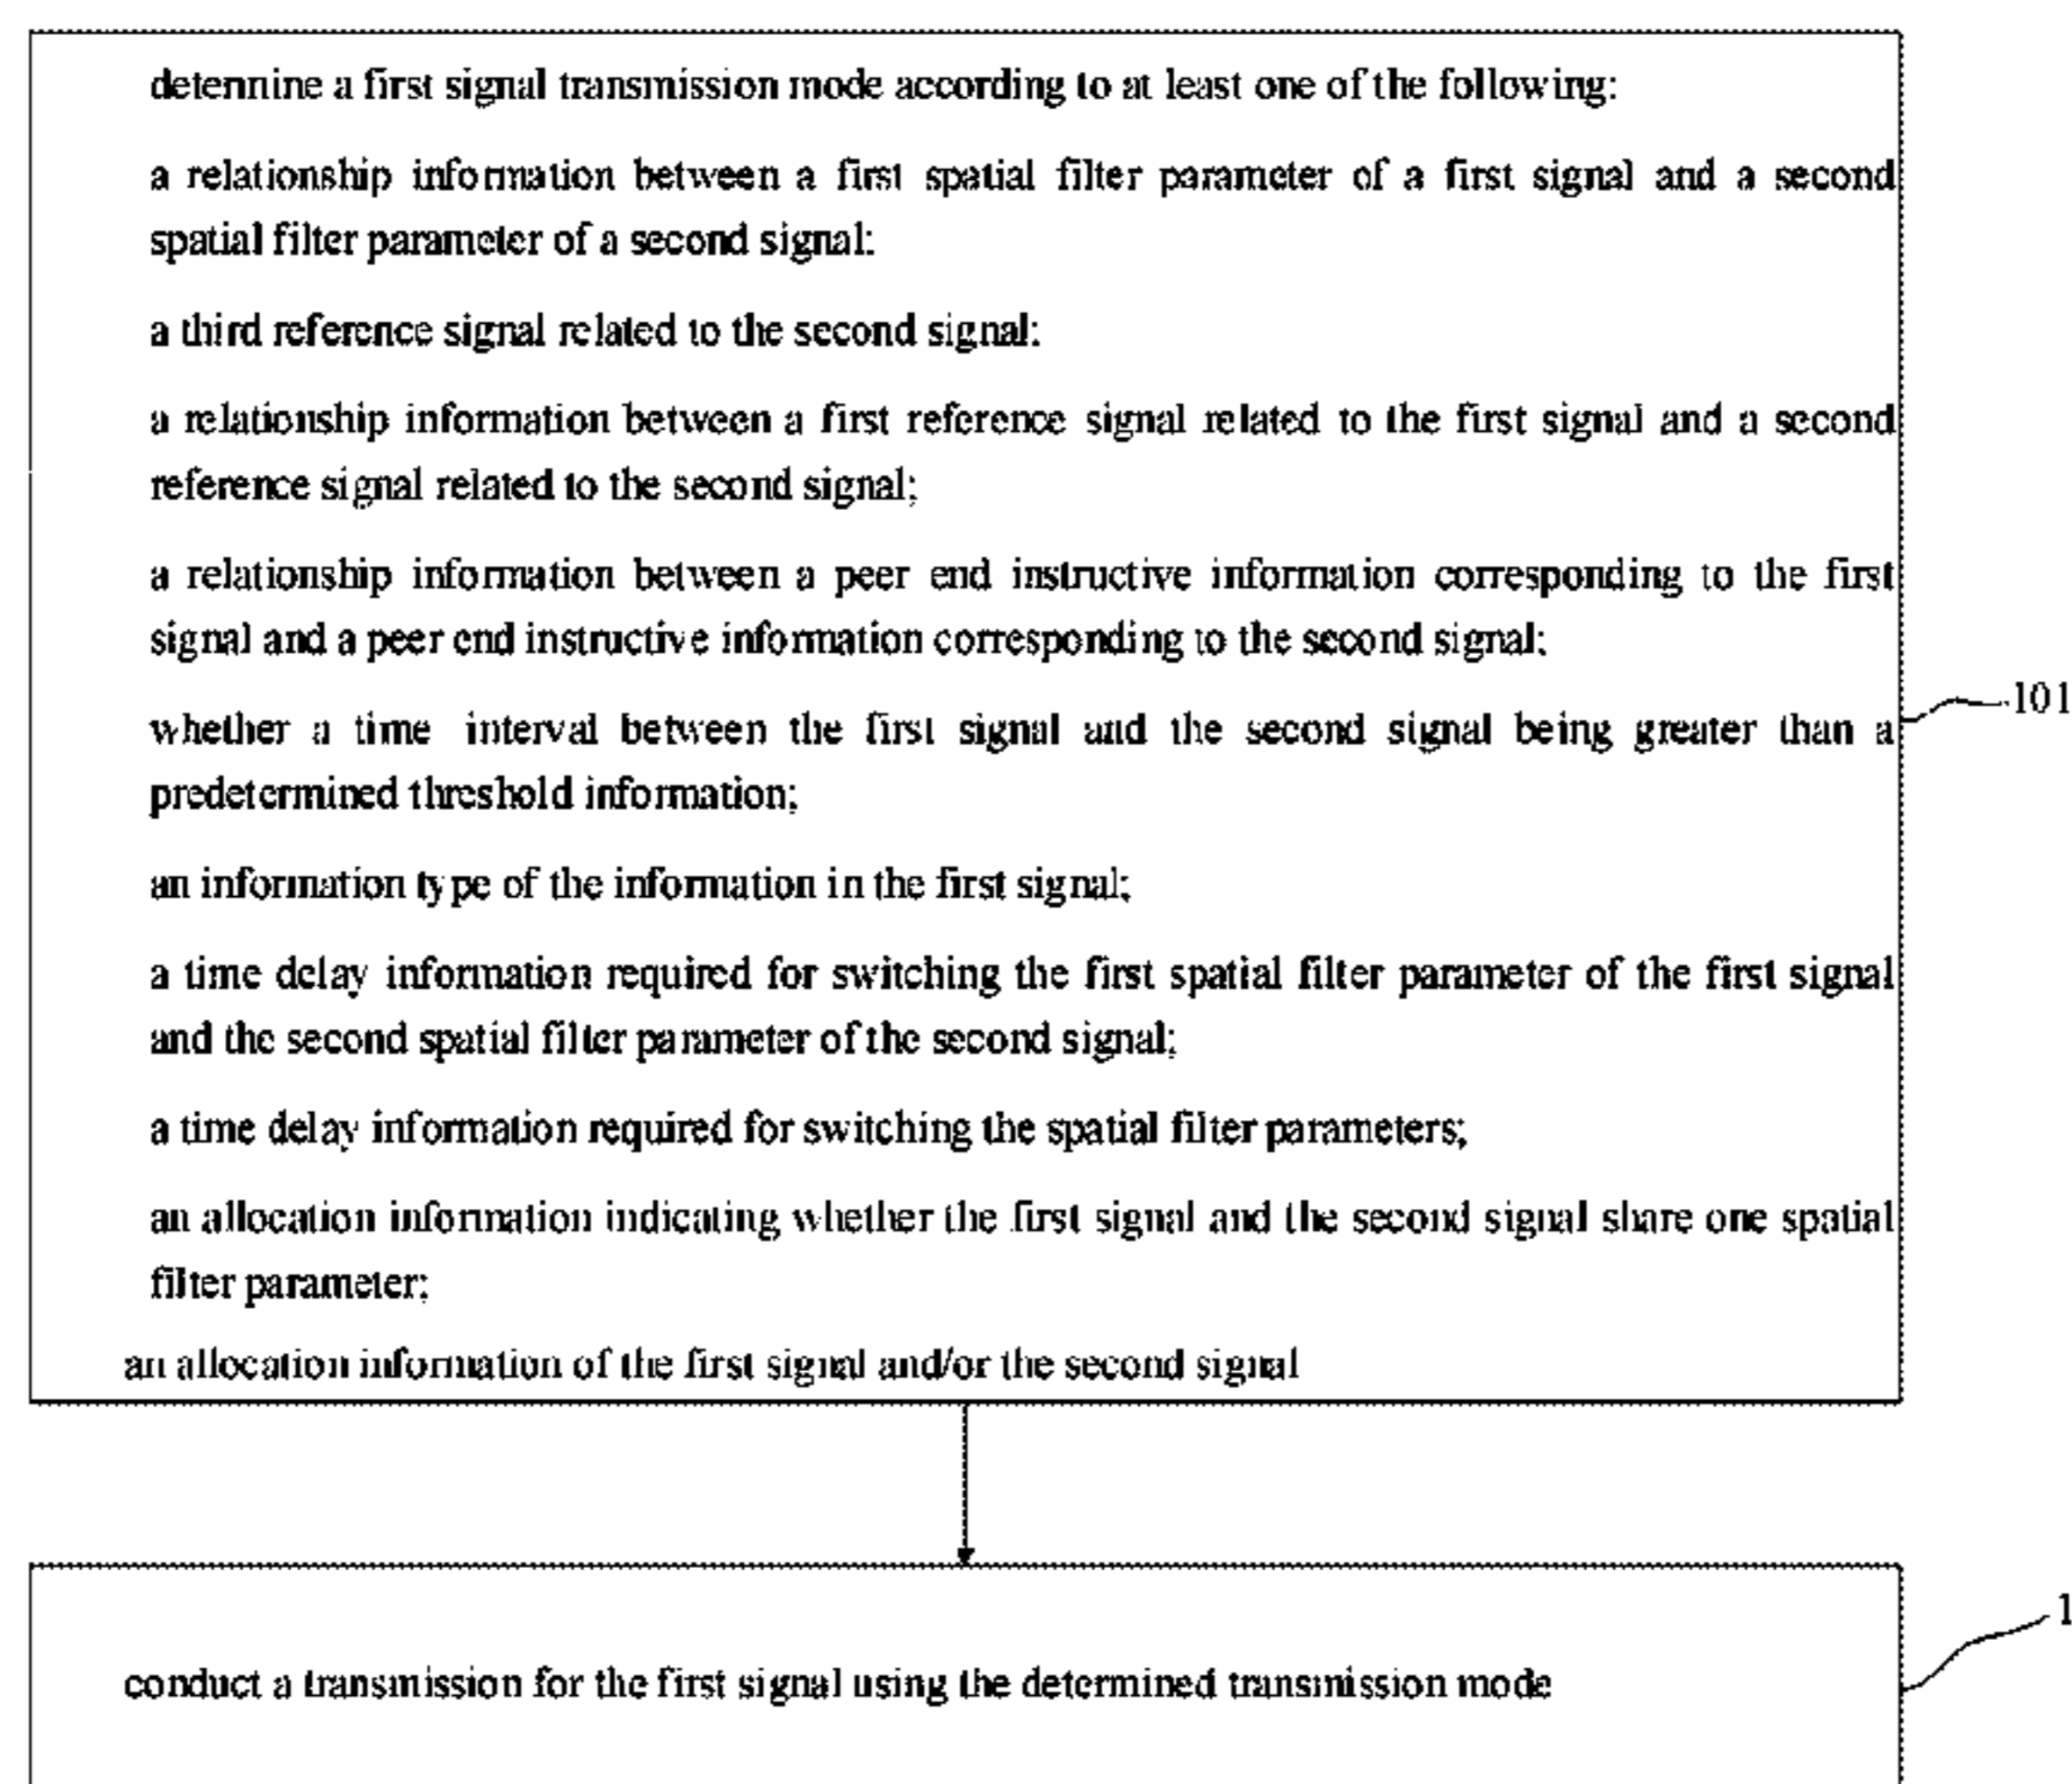 determine a first signal transmission mode according to at least one of the following:
a relationship information between a first spatial filter parameter of a first signal and a second
spatial filter parameter of a second signal:
a third reference signal related to the second signal:
a relationship information between a first reference signal related to the first signal and a second
reference signal related to the second signal;
a relationship information between a peer end instructive information corresponding to the first
signal and a peer end instructive information corresponding to the second signal;
101
whether a time interval between the first signal and the second signal being greater than a
predetermined threshold information;
an information type of the information in the first signal;
a time delay information required for switching the first spatial filter parameter of the first signal
and the second spatial filter parameter of the second signal;
a time delay information required for switching the spatial filter parameters;
an allocation information indicating whether the first signal and the second signal share one spatial
filter parameter;
an allocation information of the first signal and/or the second signal
1
conduct a transmission for the first signal using the determined transmission mode